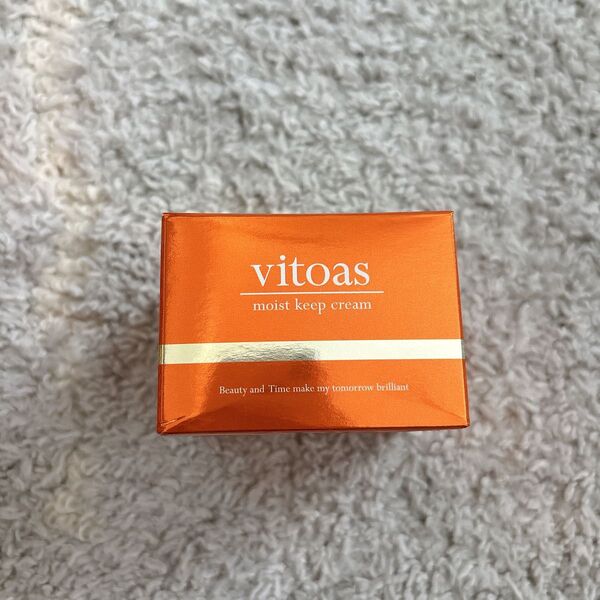 vitoas
moist keep cream
Beauty and Time make my tomorrow brilliant